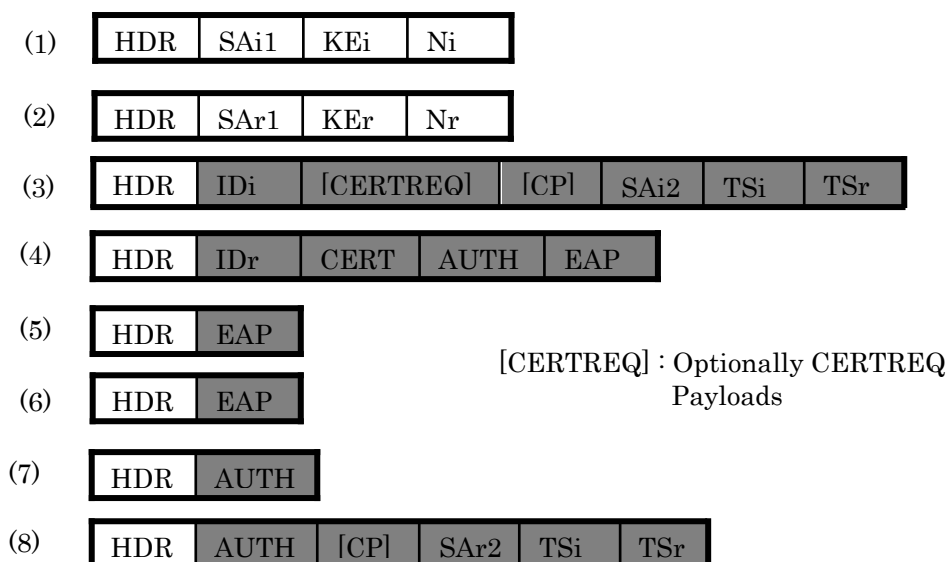 (1) HDR SAi1 KEi Ni
(2) HDR SAr1 KEr Nr
(3) HDR IDi [CERTREQ] [CP] SAi2 TSi TSr
(4) HDR IDr CERT AUTH EAP
(5) HDR EAP
[CERTREQ] : Optionally CERTREQ
Payloads
(6) HDR EAP
(7) HDR AUTH
(8) HDR AUTH [CP] SAr2 TSi TSr